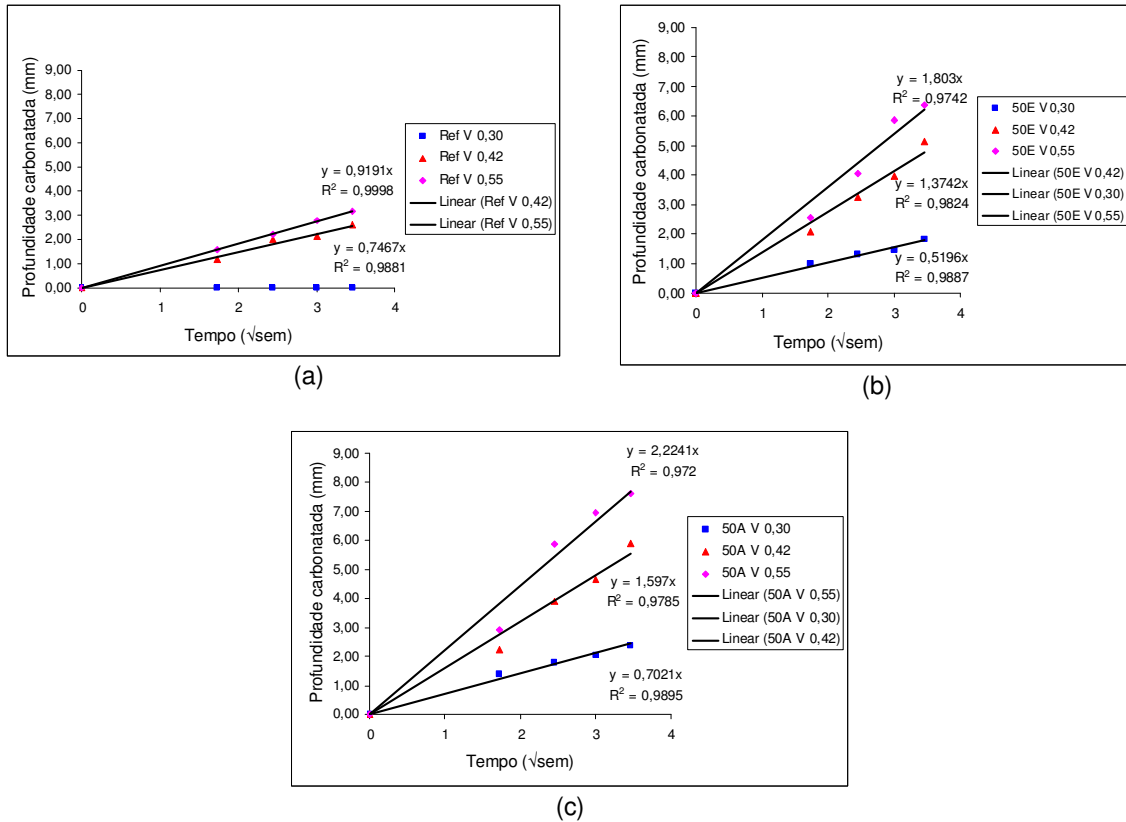 Profundidade carbonatada (mm)
9,00
8,00
7,00
6,00
5,00
4,00
3,00
2,00
1,00
0,00
y = 0,9191x
R² = 0,9998
y = 0,7467x
R² = 0,9881
0 1 2 3 4
Tempo (√sem)
Ref V 0,30
Ref V 0,42
Ref V 0,55
Linear (Ref V 0,42)
Linear (Ref V 0,55)
(a)
Profundidade carbonatada (mm)
9,00
8,00
7,00
6,00
5,00
4,00
3,00
2,00
1,00
0,00
y = 1,803x
R² = 0,9742
y = 1,3742x
R² = 0,9824
y = 0,5196x
R² = 0,9887
0 1 2 3 4
Tempo (√sem)
50E V 0,30
50E V 0,42
50E V 0,55
Linear (50E V 0,42)
Linear (50E V 0,30)
Linear (50E V 0,55)
(b)
Profundidade carbonatada (mm)
9,00
8,00
7,00
6,00
5,00
4,00
3,00
2,00
1,00
0,00
y = 2,2241x
R² = 0,972
y = 1,597x
R² = 0,9785
y = 0,7021x
R² = 0,9895
0 1 2 3 4
Tempo (√sem)
50A V 0,30
50A V 0,42
50A V 0,55
Linear (50A V 0,55)
Linear (50A V 0,30)
Linear (50A V 0,42)
(c)